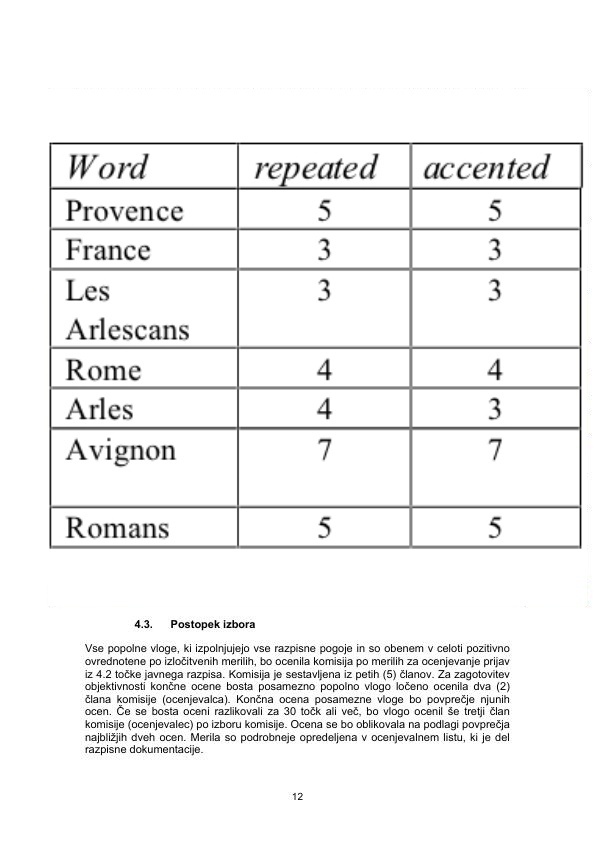 Word repeated accented
Provence 5 5
France 3 3
Les 3 3
Arlescans
Rome 4 4
Arles 4 3
Avignon 7 7
Romans 5 5
4.3. Postopek izbora
Vse popolne vloge, ki izpolnjujejo vse razpisne pogoje in so obenem v celoti pozitivno
ovrednotene po izločitvenih merilih, bo ocenila komisija po merilih za ocenjevanje prijav
iz 4.2 točke javnega razpisa. Komisija je sestavljena iz petih (5) članov. Za zagotovitev
objektivnosti končne ocene bosta posamezno popolno vlogo ločeno ocenila dva (2)
člana komisije (ocenjevalca). Končna ocena posamezne vloge bo povprečje njunih
ocen. Če se bosta oceni razlikovali za 30 točk ali več, bo vlogo ocenil še tretji član
komisije (ocenjevalec) po izboru komisije. Ocena se bo oblikovala na podlagi povprečja
najbližjih dveh ocen. Merila so podrobneje opredeljena v ocenjevalnem listu, ki je del
razpisne dokumentacije.
12